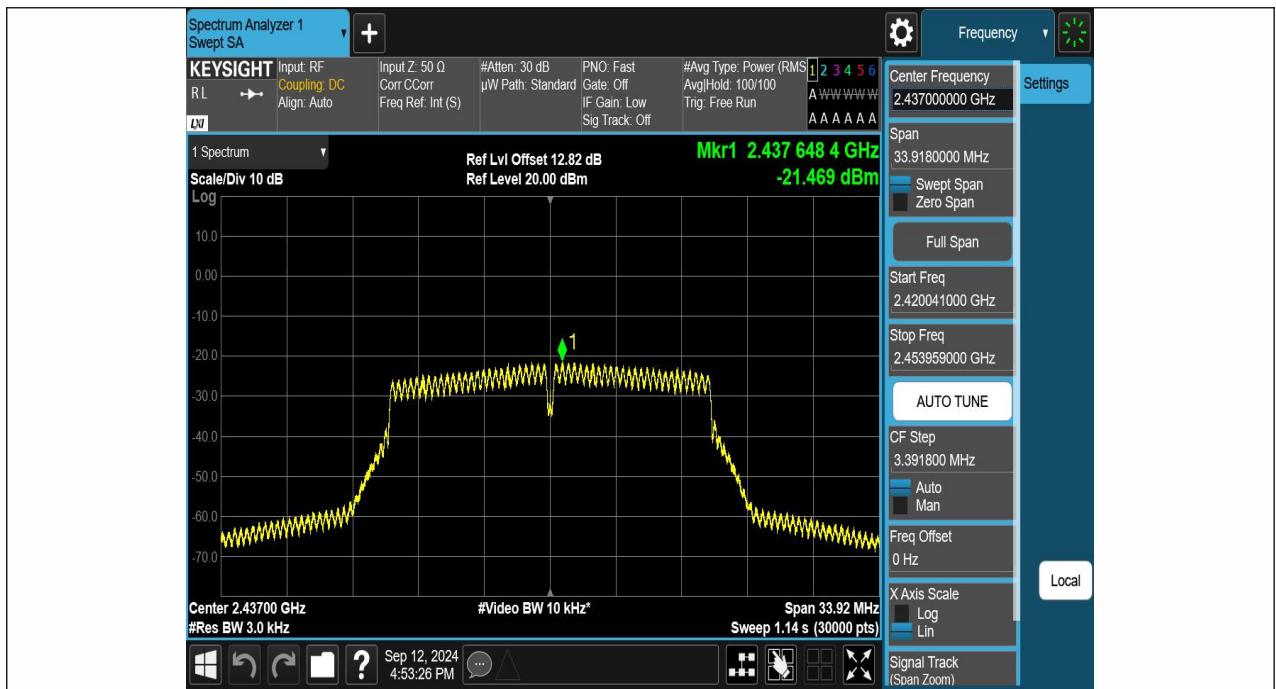 Spectrum Analyzer 1
Swept SA
+
Frequency
KEYSIGHT
RL
LXI
Input: RF
Coupling: DC
Align: Auto
Input Z: 50 Ω
Corr CCorr
Freq Ref: Int (S)
#Atten: 30 dB
µW Path: Standard
PNO: Fast
Gate: Off
IF Gain: Low
Sig Track: Off
#Avg Type: Power (RMS
Avg|Hold: 100/100
Trig: Free Run
1 2 3 4 5 6
A W W W W W
A A A A A A
1 Spectrum
Scale/Div 10 dB
Log
Ref Lvl Offset 12.82 dB
Ref Level 20.00 dBm
Mkr1 2.437 648 4 GHz
-21.469 dBm
10.0
0.00
-10.0
-20.0
-30.0
-40.0
-50.0
-60.0
-70.0
1
Center 2.43700 GHz
#Res BW 3.0 kHz
#Video BW 10 kHz*
Span 33.92 MHz
Sweep 1.14 s (30000 pts)
Center Frequency
2.437000000 GHz
Span
33.9180000 MHz
Swept Span
Zero Span
Full Span
Start Freq
2.420041000 GHz
Stop Freq
2.453959000 GHz
AUTO TUNE
CF Step
3.391800 MHz
Auto
Man
Freq Offset
0 Hz
X Axis Scale
Log
Lin
Signal Track
(Span Zoom)
Settings
Local
?
Sep 12, 2024
4:53:26 PM